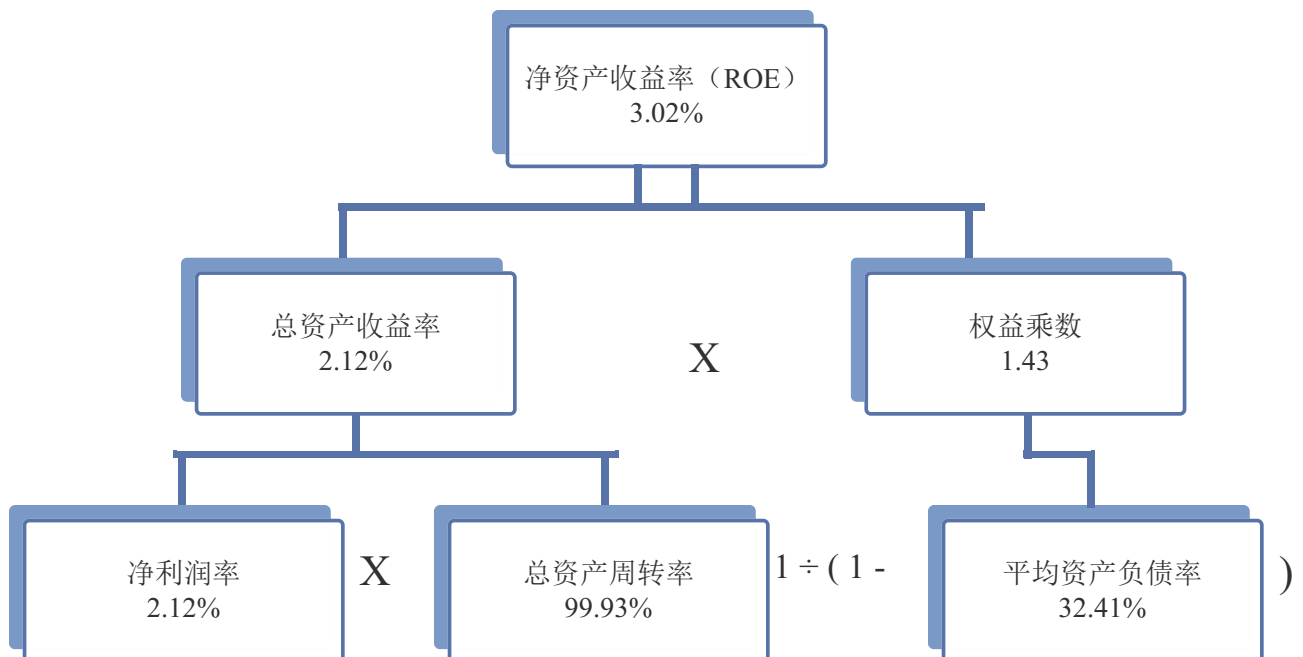 净资产收益率（ROE）
3.02%
总资产收益率
2.12%
X
权益乘数
1.43
净利润率
2.12%
X
总资产周转率
99.93%
1 ÷ ( 1 -
平均资产负债率
32.41%
)